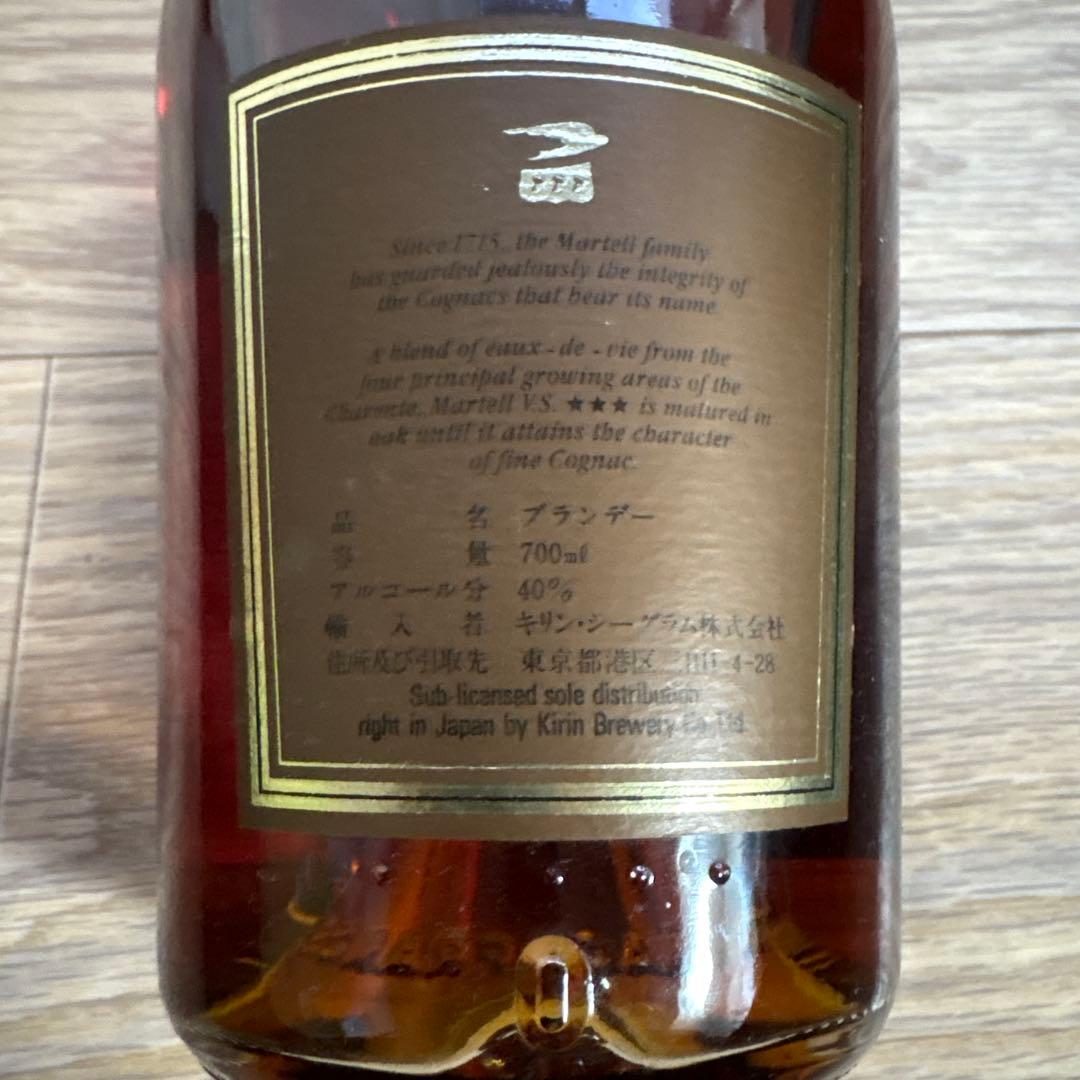 Since 1715, the Martell family
has guarded jealously the integrity of
the Cognacs that bear its name
A blend of eaux-de-vie from the
four principal growing areas of the
Charente, Martell V.S. ★★★ is matured in
oak until it attains the character
of fine Cognac.
品名 ブランデー
容量 700ml
アルコール分 40%
輸入者 キリン・シーグラム株式会社
住所及び引取先 東京都港区三田1-4-28
Sub-licensed sole distribution
right in Japan by Kirin Brewery Co.,Ltd.